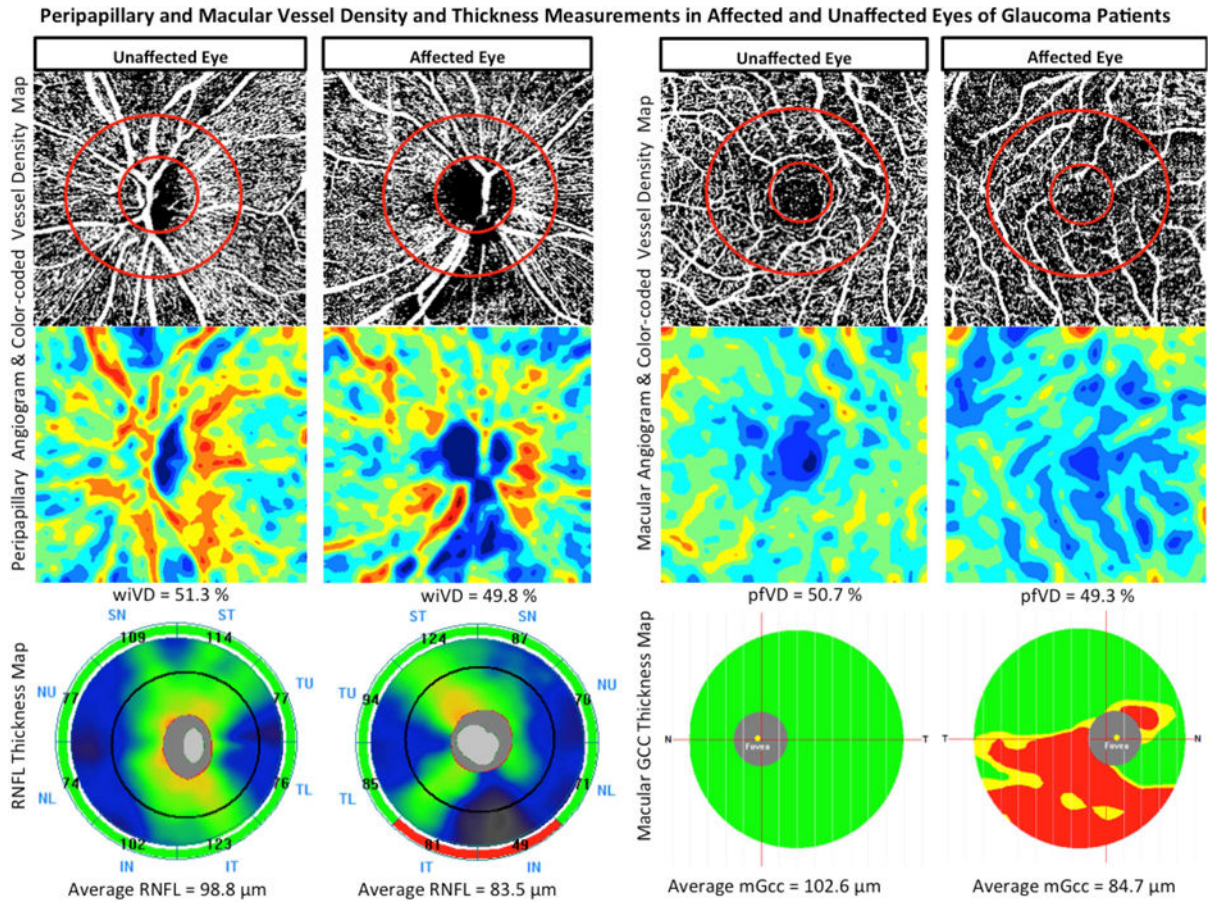 Peripapillary and Macular Vessel Density and Thickness Measurements in Affected and Unaffected Eyes of Glaucoma Patients
Unaffected Eye
Affected Eye
Unaffected Eye
Affected Eye
Peripapillary Angiogram & Color-coded Vessel Density Map
Macular Angiogram & Color-coded Vessel Density Map
wiVD = 51.3 %
wiVD = 49.8 %
pfVD = 50.7 %
pfVD = 49.3 %
RNFL Thickness Map
SN
ST
109
114
NU
77
77
TU
NL
74
76
TL
102
123
IN
IT
ST
SN
124
87
TU
94
70
NU
TL
85
71
NL
81
49
IT
IN
Macular GCC Thickness Map
N
Fovea
T
T
Fovea
N
Average RNFL = 98.8 µm
Average RNFL = 83.5 µm
Average mGcc = 102.6 µm
Average mGcc = 84.7 µm